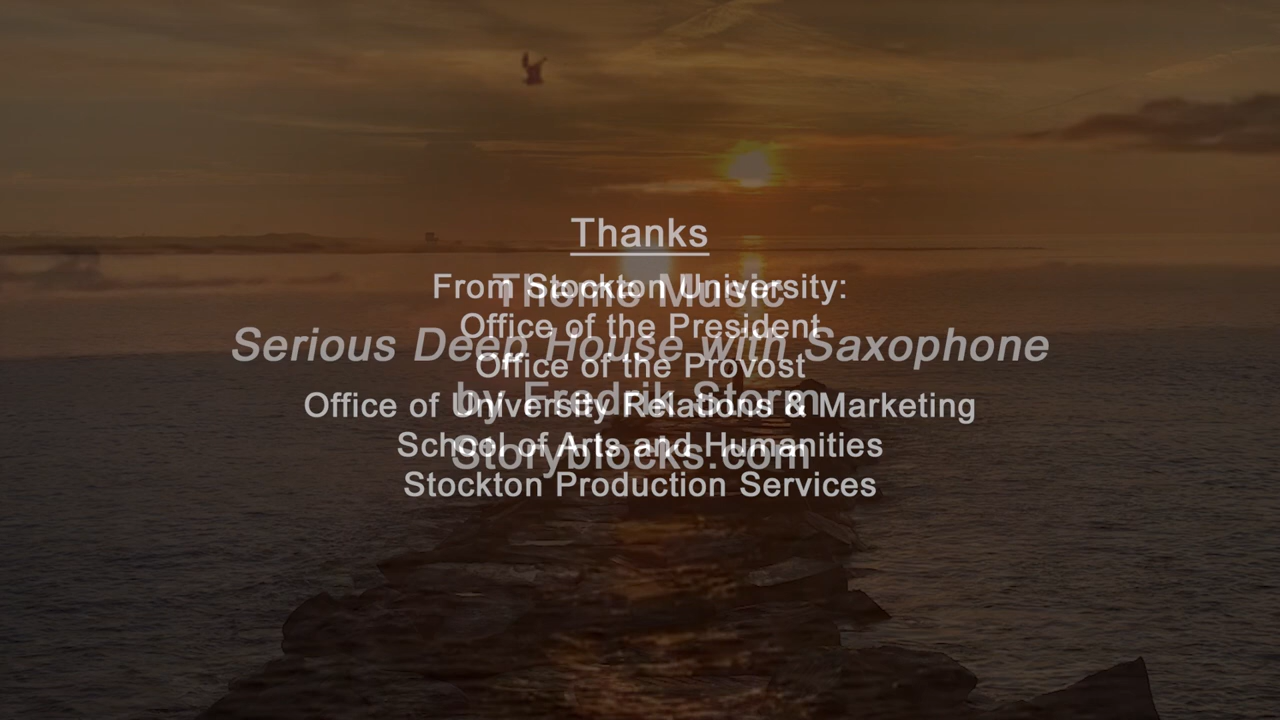 Thanks
From Stockton University:
Theme Music
Office of the President
Serious Deep House with Saxophone
Office of the Provost
by Fredrik Storm
Office of University Relations & Marketing
School of Arts and Humanities
Storyblocks.com
Stockton Production Services